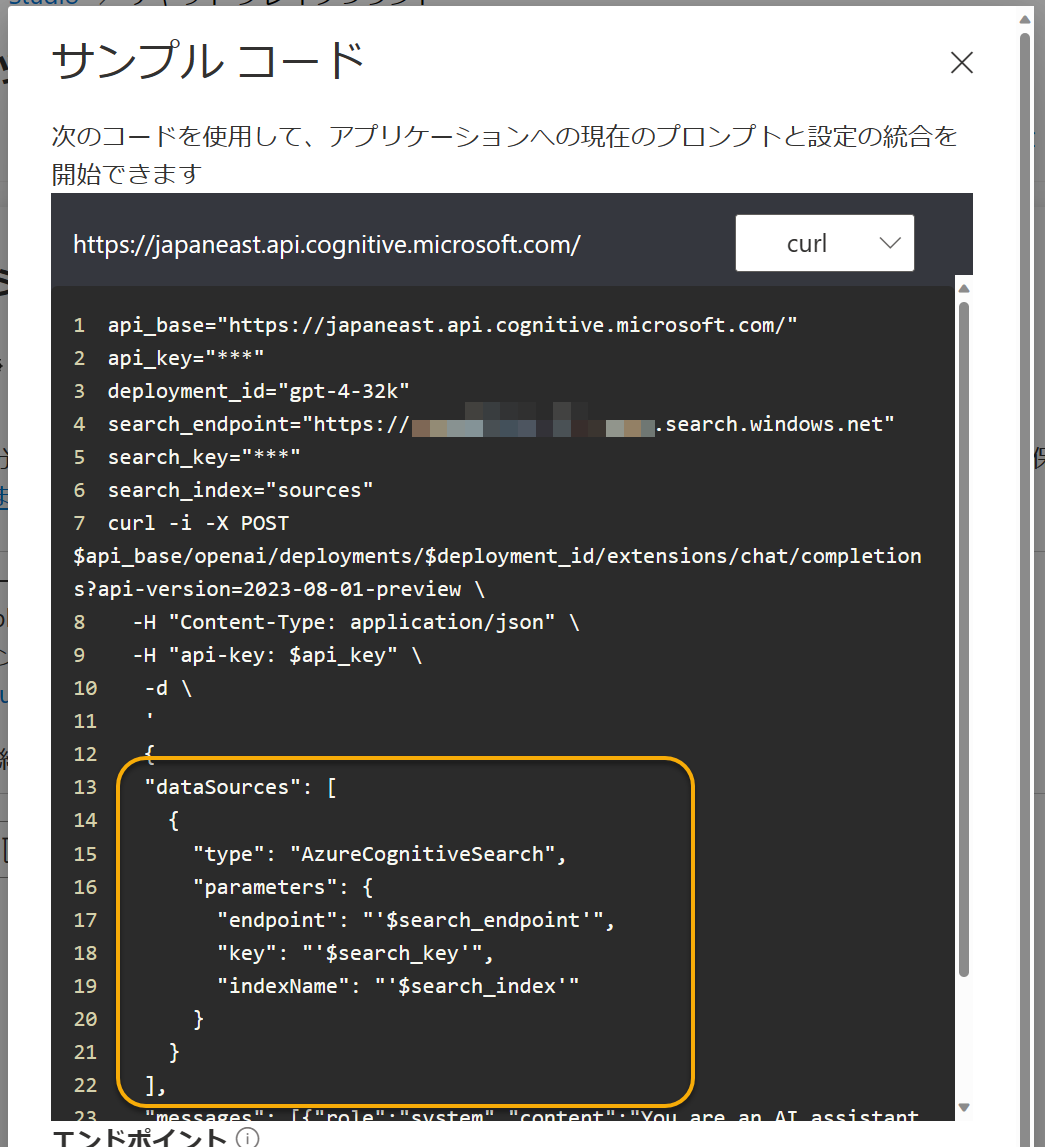 サンプル コード
次のコードを使用して、アプリケーションへの現在のプロンプトと設定の統合を
開始できます
https://japaneast.api.cognitive.microsoft.com/
curl
1 api_base="https://japaneast.api.cognitive.microsoft.com/"
2 api_key="***"
3 deployment_id="gpt-4-32k"
4 search_endpoint="https://.search.windows.net"
5 search_key="***"
6 search_index="sources"
7 curl -i -X POST
$api_base/openai/deployments/$deployment_id/extensions/chat/completion
s?api-version=2023-08-01-preview \
8 -H "Content-Type: application/json" \
9 -H "api-key: $api_key" \
10 -d \
11 '
12 {
13 "dataSources": [
14 {
15 "type": "AzureCognitiveSearch",
16 "parameters": {
17 "endpoint": "'$search_endpoint'",
18 "key": "'$search_key'",
19 "indexName": "'$search_index'"
20 }
21 }
22 ],
23 "messages": [{"role":"system","content":"You are an AI assistant
エンドポイント